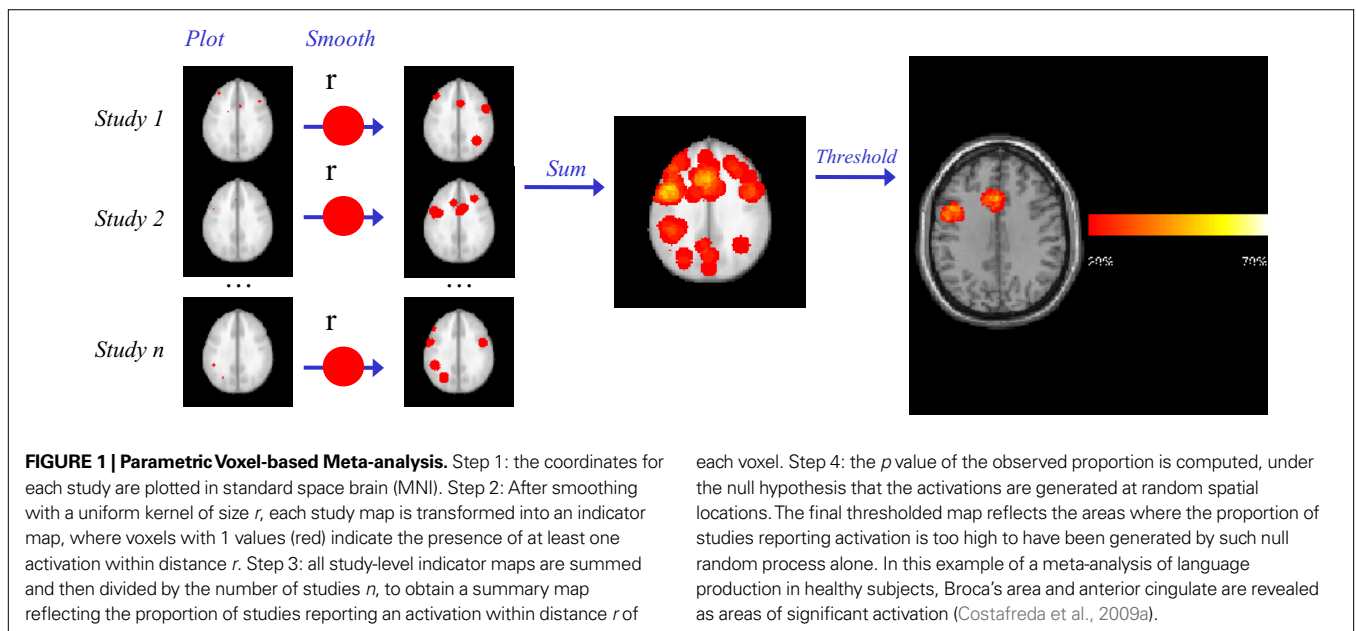 Plot
Smooth
r
Study 1
r
Study 2
...
...
r
Study n
Sum
Threshold
20%
70%
FIGURE 1 | Parametric Voxel-based Meta-analysis. Step 1: the coordinates for
each study are plotted in standard space brain (MNI). Step 2: After smoothing
with a uniform kernel of size r, each study map is transformed into an indicator
map, where voxels with 1 values (red) indicate the presence of at least one
activation within distance r. Step 3: all study-level indicator maps are summed
and then divided by the number of studies n, to obtain a summary map
reflecting the proportion of studies reporting an activation within distance r of
each voxel. Step 4: the p value of the observed proportion is computed, under
the null hypothesis that the activations are generated at random spatial
locations. The final thresholded map reflects the areas where the proportion of
studies reporting activation is too high to have been generated by such null
random process alone. In this example of a meta-analysis of language
production in healthy subjects, Broca's area and anterior cingulate are revealed
as areas of significant activation (Costafreda et al., 2009a).